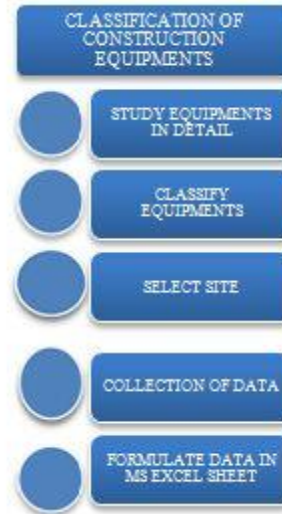 CLASSIFICATION OF
CONSTRUCTION
EQUIPMENTS
STUDY EQUIPMENTS
IN DETAIL
CLASSIFY
EQUIPMENTS
SELECT SITE
COLLECTION OF DATA
FORMULATE DATA IN
MS EXCEL SHEET